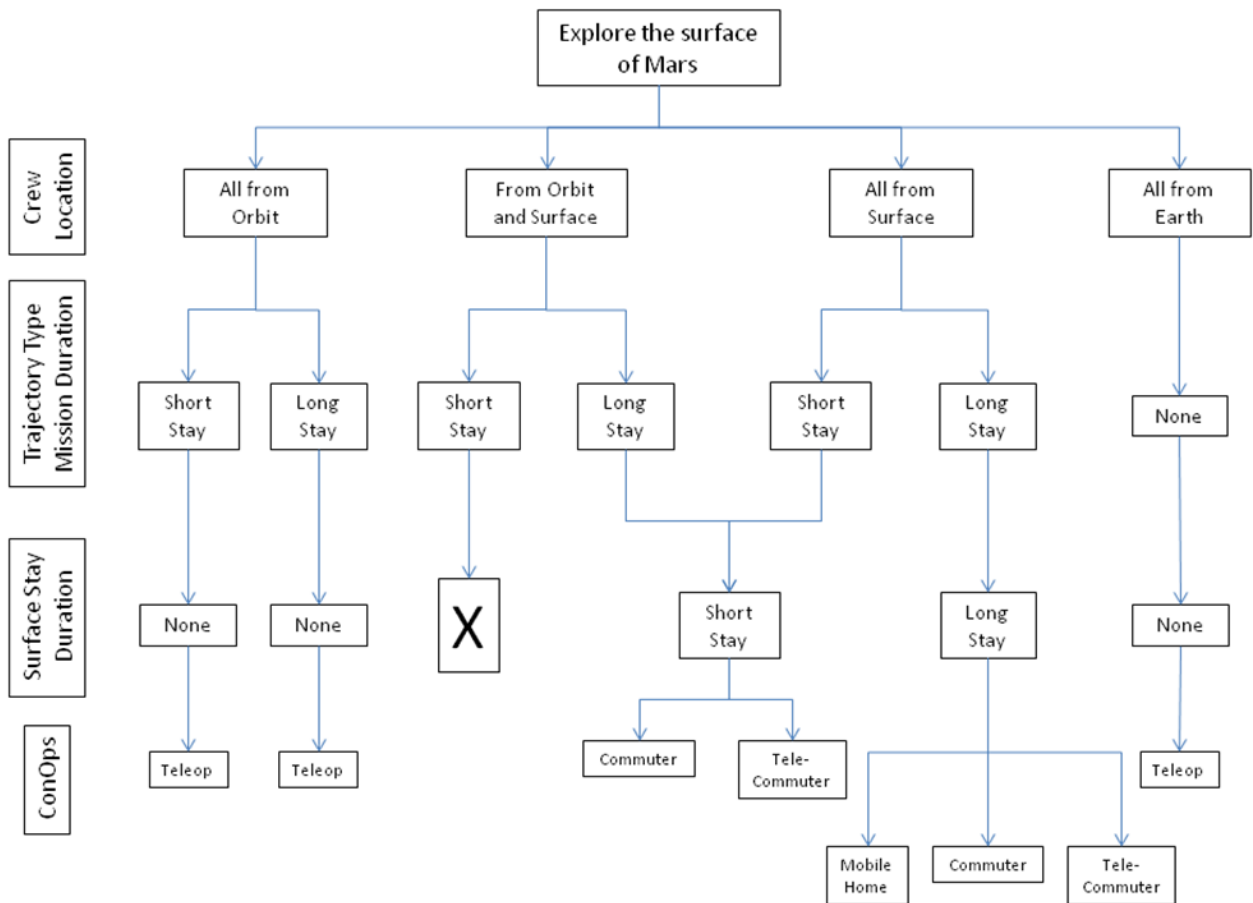 Explore the surface
of Mars
Crew
Location
All from
Orbit
From Orbit
and Surface
All from
Surface
All from
Earth
Trajectory Type
Mission Duration
Short
Stay
Long
Stay
Short
Stay
Long
Stay
Short
Stay
Long
Stay
None
Surface Stay
Duration
None
None
X
Short
Stay
Long
Stay
None
ConOps
Teleop
Teleop
Commuter
Tele-
Commuter
Teleop
Mobile
Home
Commuter
Tele-
Commuter